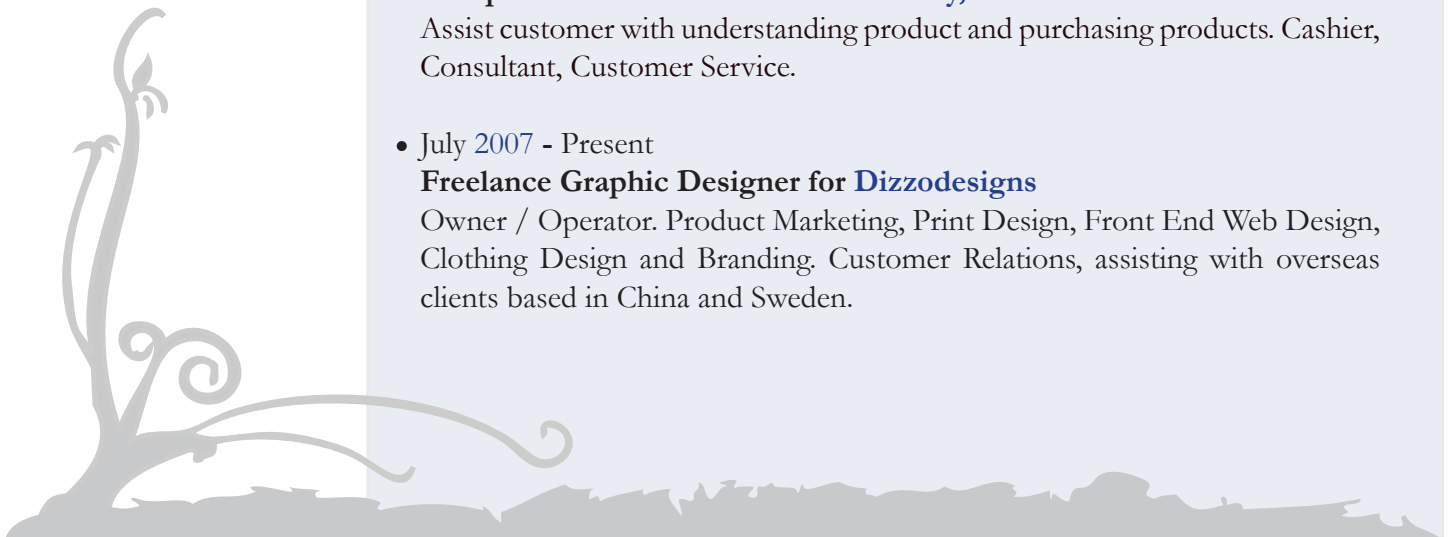 Assist customer with understanding product and purchasing products. Cashier,
Consultant, Customer Service.
• July 2007 - Present
Freelance Graphic Designer for Dizzodesigns
Owner / Operator. Product Marketing, Print Design, Front End Web Design,
Clothing Design and Branding. Customer Relations, assisting with overseas
clients based in China and Sweden.